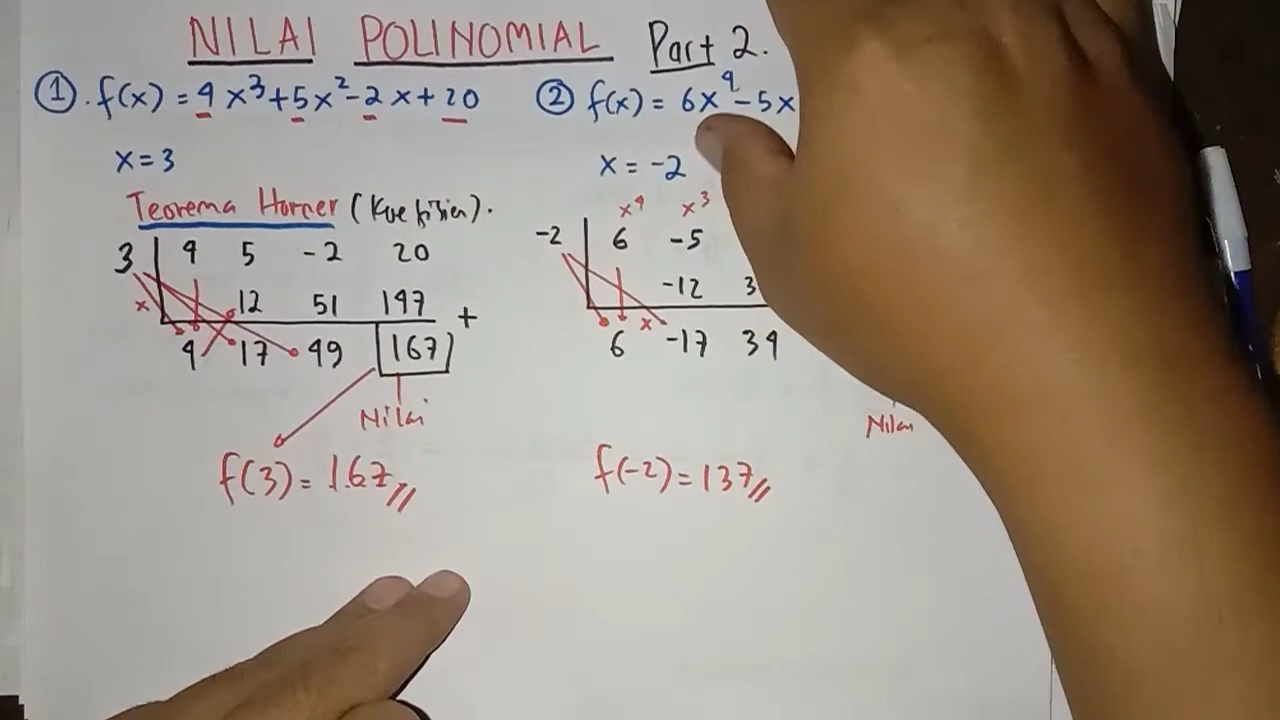 NILAI POLINOMIAL Part 2.
① . f(x) = 4x³+5x²-2x+20
② f(x) = 6x⁴-5x
x=3
x = -2
Teorema Horner (Koefisien).
x⁴ x³
3 4 5 -2 20
-2 6 -5
x 12 51 147 +
-12 3
4 17 49 167
x
6 -17 34
Nilai
Nilai
f(3) = 167
f(-2) = 137